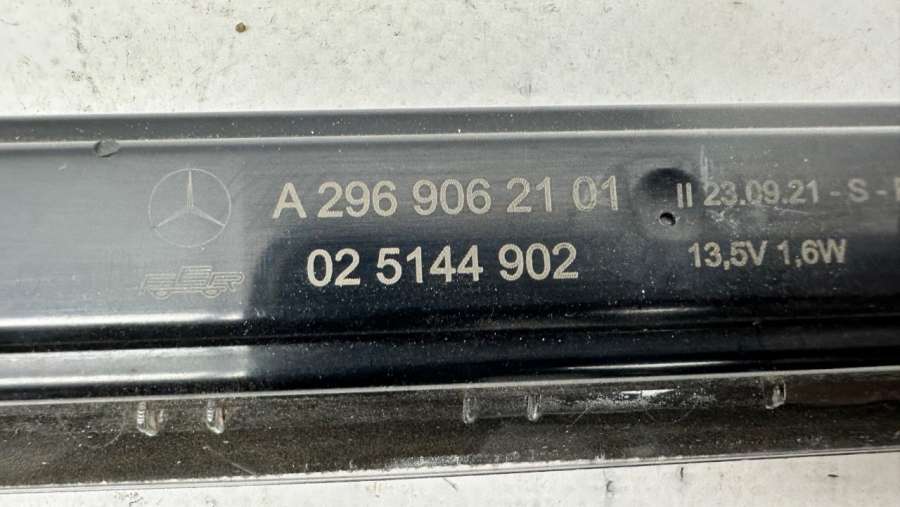 A 296 906 21 01
II 23.09.21 - S -
02 5144 902
13,5V 1,6W